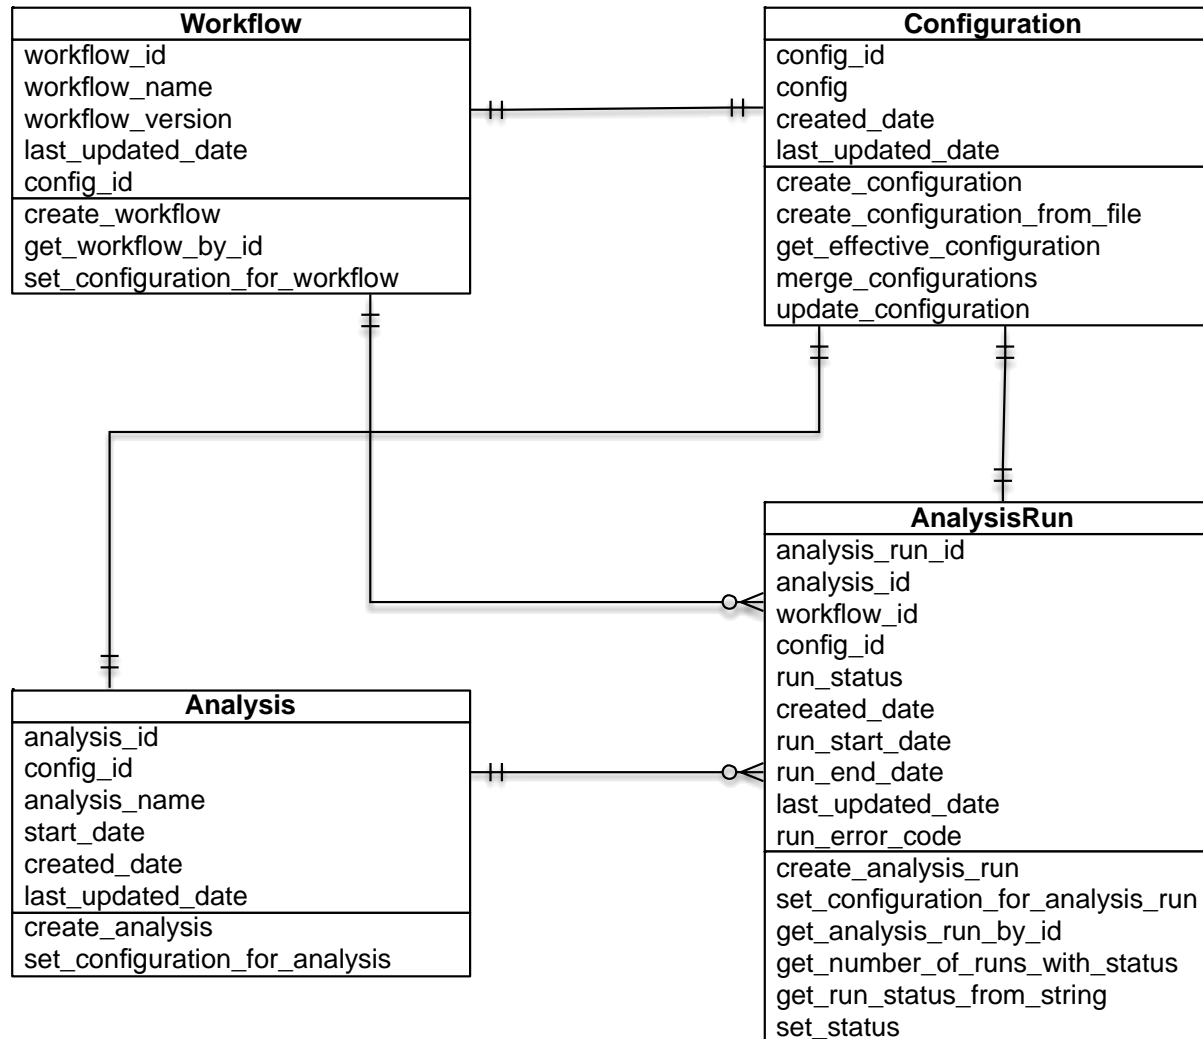 Workflow
workflow_id
workflow_name
workflow_version
last_updated_date
config_id
create_workflow
get_workflow_by_id
set_configuration_for_workflow
Configuration
config_id
config
created_date
last_updated_date
create_configuration
create_configuration_from_file
get_effective_configuration
merge_configurations
update_configuration
Analysis
analysis_id
config_id
analysis_name
start_date
created_date
last_updated_date
create_analysis
set_configuration_for_analysis
AnalysisRun
analysis_run_id
analysis_id
workflow_id
config_id
run_status
created_date
run_start_date
run_end_date
last_updated_date
run_error_code
create_analysis_run
set_configuration_for_analysis_run
get_analysis_run_by_id
get_number_of_runs_with_status
get_run_status_from_string
set_status